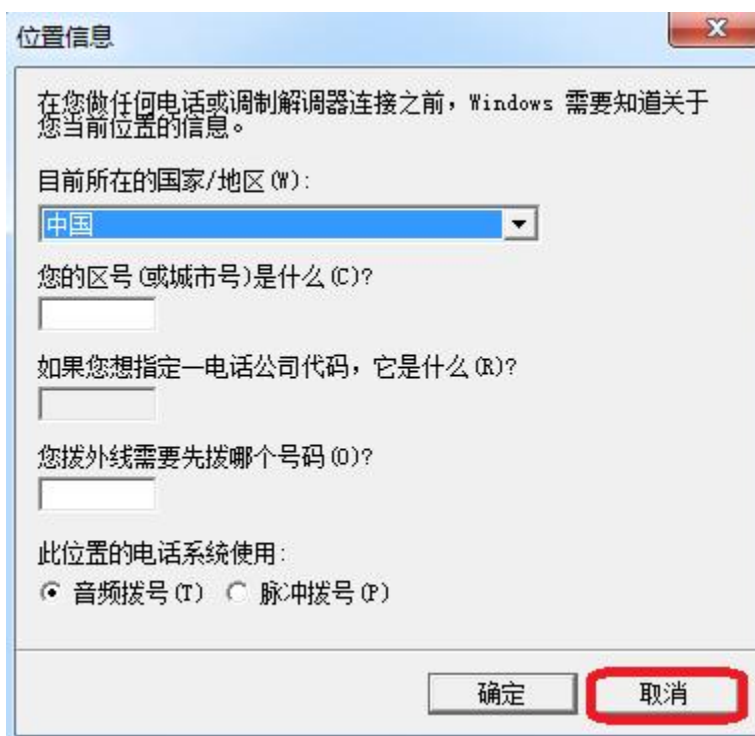 位置信息
在您做任何电话或调制解调器连接之前，Windows 需要知道关于
您当前位置的信息。
目前所在的国家/地区(W):
中国
您的区号(或城市号)是什么(C)?
如果您想指定一电话公司代码，它是什么(R)?
您拨外线需要先拨哪个号码(O)?
此位置的电话系统使用:
音频拨号(T) 脉冲拨号(P)
确定 取消